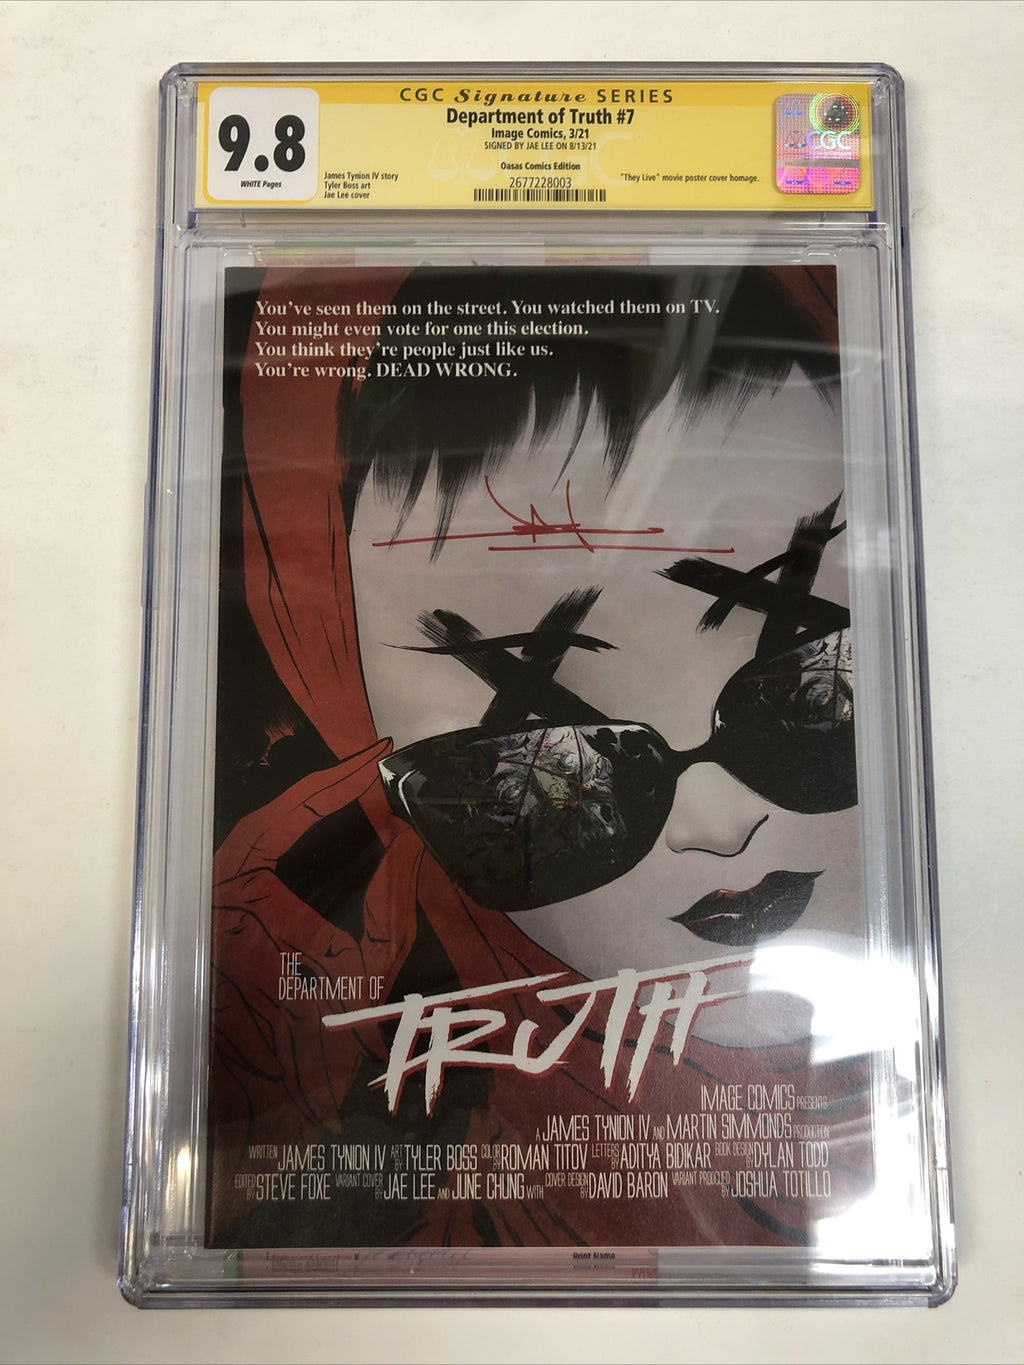 CGC Signature SERIES
Department of Truth #7
Image Comics, 3/21
SIGNED BY JAE LEE ON 8/13/21
Oasas Comics Edition
2677228003
9.8
WHITE Pages
James Tynion IV story
Tyler Boss art
Jae Lee cover
"They Live" movie poster cover homage.
CGC
You've seen them on the street. You watched them on TV.
You might even vote for one this election.
You think they're people just like us.
You're wrong. DEAD WRONG.
THE
DEPARTMENT OF
TRUTH
IMAGE COMICS PRESENTS
A JAMES TYNION IV AND MARTIN SIMMONDS PRODUCTION
WRITTEN BY JAMES TYNION IV ART BY TYLER BOSS COLOR BY ROMAN TITOV LETTERS BY ADITYA BIDIKAR BOOK DESIGN BY DYLAN TODD
EDITED BY STEVE FOXE VARIANT COVER BY JAE LEE AND JUNE CHUNG WITH COVER DESIGN BY DAVID BARON VARIANT PRODUCED BY JOSHUA TOTILLO
Print Name